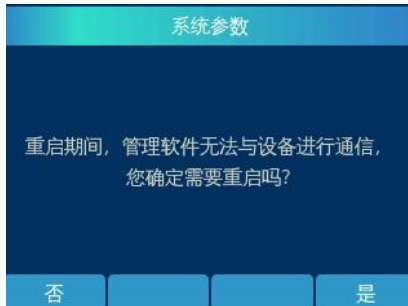 系统参数
重启期间，管理软件无法与设备进行通信，
您确定需要重启吗?
否
是